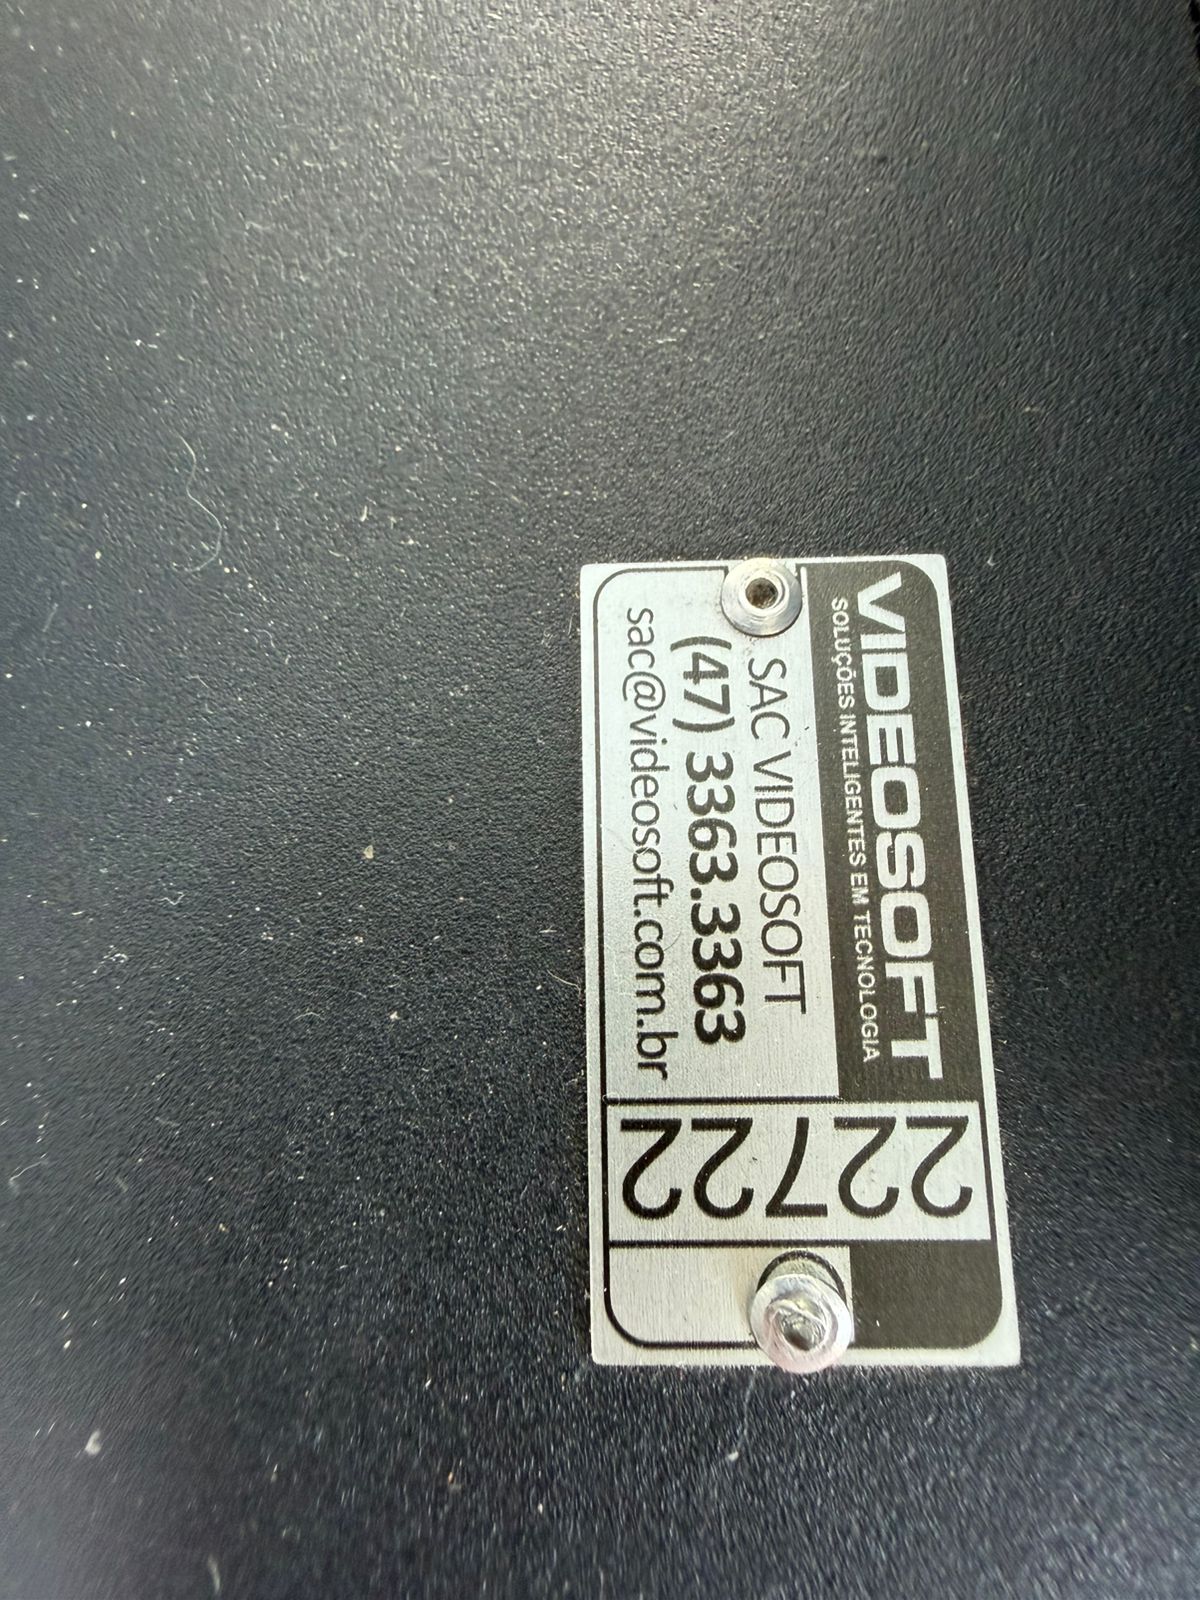 VIDEOSOFT
SOLUÇÕES INTELIGENTES EM TECNOLOGIA
SAC VIDEOSOFT
(47) 3363.3363
sac@videosoft.com.br
22722